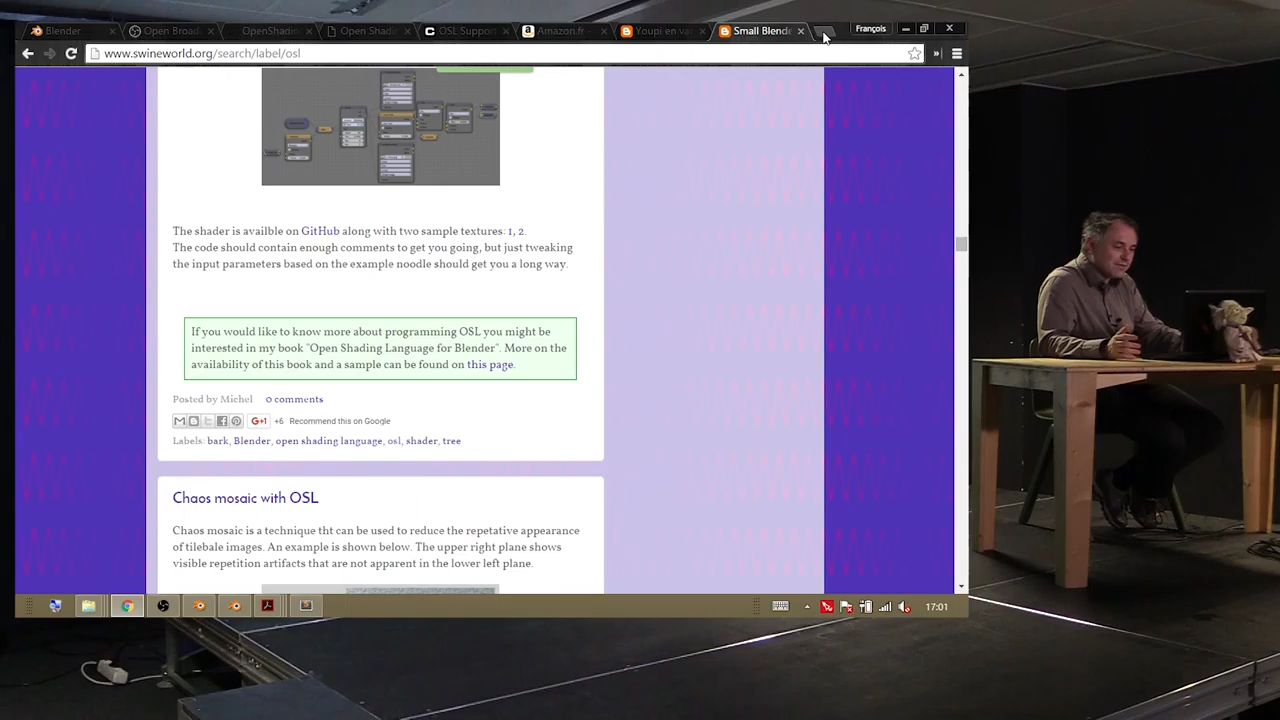 Blender
Open Broad
OpenShadin
Open Shadi
OSL Support
Amazon.fr
Youpi en va
Small Blende
François
www.swineworld.org/search/label/osl
The shader is availble on GitHub along with two sample textures: 1, 2.
The code should contain enough comments to get you going, but just tweaking
the input parameters based on the example noodle should get you a long way.
If you would like to know more about programming OSL you might be
interested in my book "Open Shading Language for Blender". More on the
availability of this book and a sample can be found on this page.
Posted by Michel 0 comments
G+1 +6 Recommend this on Google
Labels: bark, Blender, open shading language, osl, shader, tree
Chaos mosaic with OSL
Chaos mosaic is a technique tht can be used to reduce the repetative appearance
of tilebale images. An example is shown below. The upper right plane shows
visible repetition artifacts that are not apparent in the lower left plane.
17:01